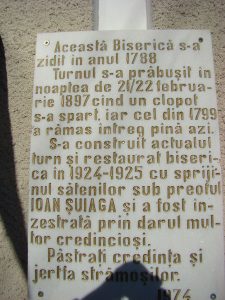 Această Biserică s-a
zidit în anul 1788
Turnul s-a prăbușit în
noaptea de 21/22 februa-
rie 1897 cînd un clopot
s-a spart, iar cel din 1799
a rămas întreg pînă azi.
S-a construit actualul
turn și restaurat biseri-
ca în 1924-1925 cu spriji-
nul sătenilor sub preotul
IOAN ȘUIAGA și a fost în-
zestrată prin darul mul-
tor credincioși.
Păstrați credința și
jertfa strămoșilor.
1974